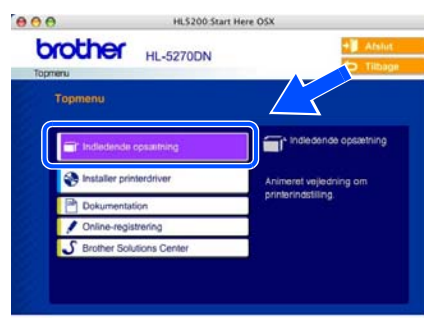 HL5200 Start Here OSX
brother
HL-5270DN
Afslut
Tilbage
Topmenu
Topmenu
Indledende opsætning
Installer printerdriver
Dokumentation
Online-registrering
Brother Solutions Center
Indledende opsætning
Animeret vejledning om
printerindstilling.